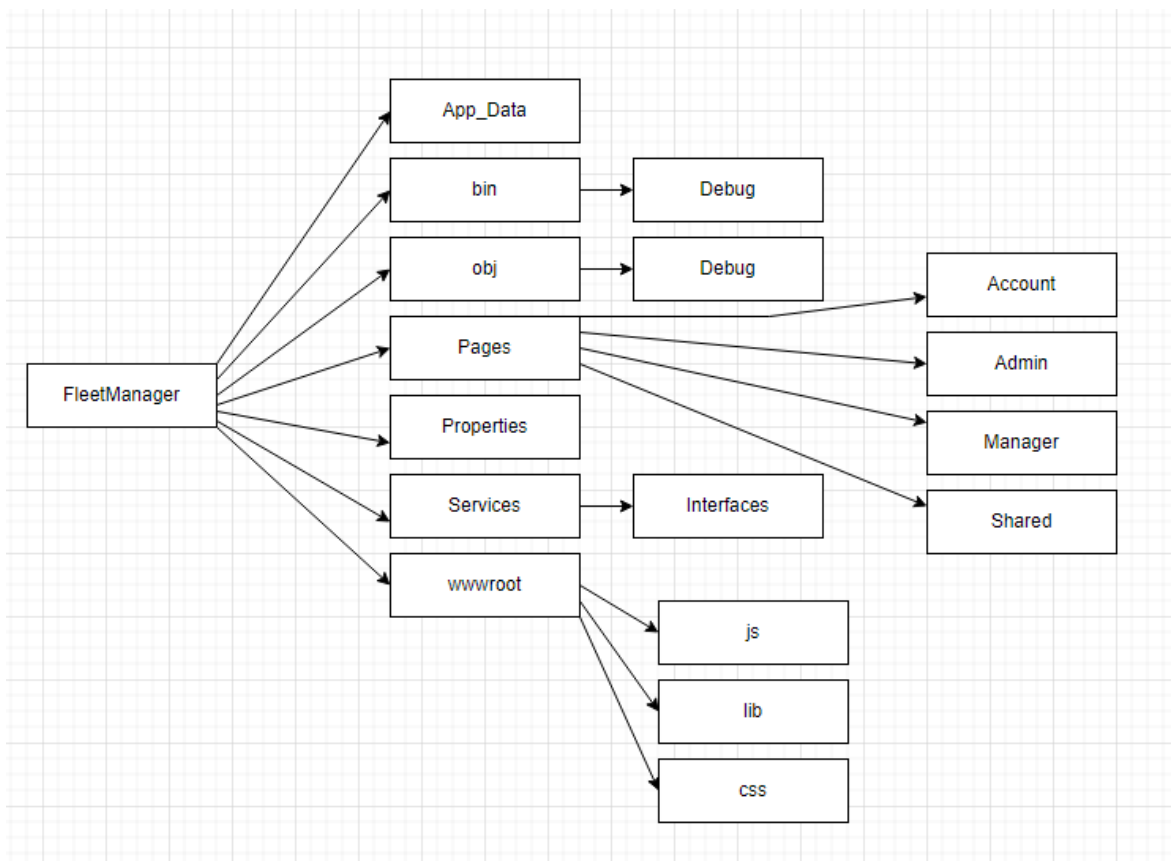 App_Data
bin
Debug
obj
Debug
Account
Pages
Admin
FleetManager
Properties
Manager
Services
Interfaces
Shared
wwwroot
js
lib
css